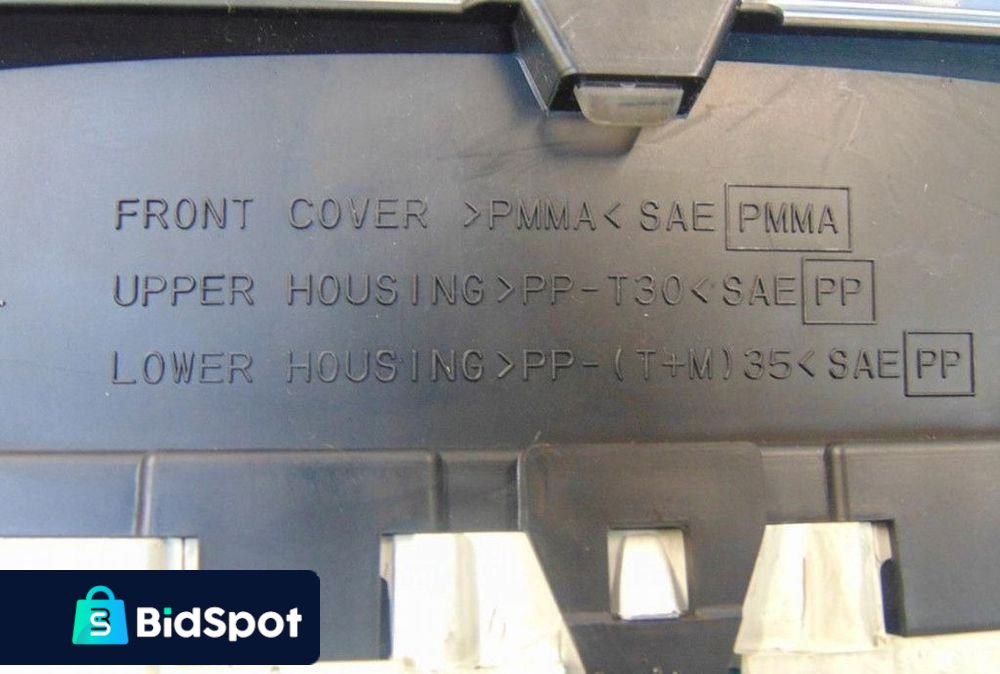 FRONT COVER >PMMA< SAE PMMA
UPPER HOUSING>PP-T30<SAE PP
LOWER HOUSING>PP-(T+M)35<SAE PP
BidSpot